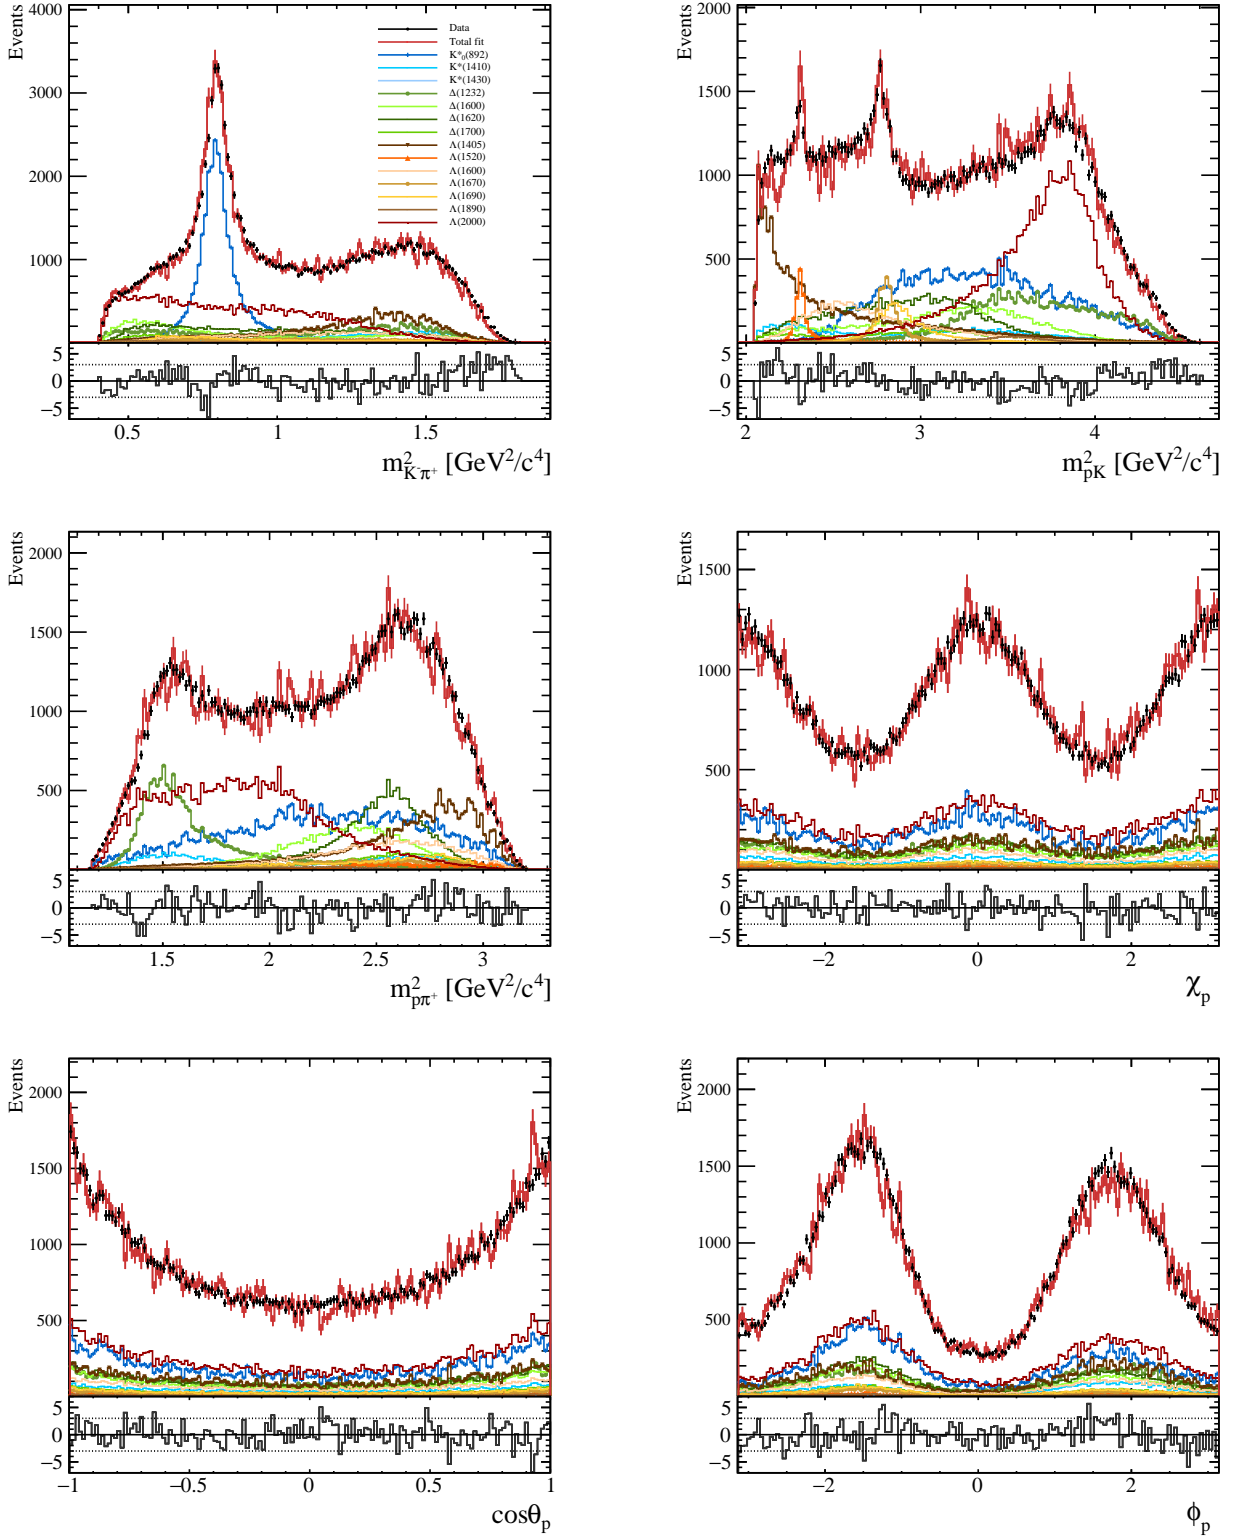 Events
4000
3000
2000
1000
Data
Total fit
K*₀(892)
K*(1410)
K*(1430)
Δ(1232)
Δ(1600)
Δ(1620)
Δ(1700)
Λ(1405)
Λ(1520)
Λ(1600)
Λ(1670)
Λ(1690)
Λ(1890)
Λ(2000)
5
0
−5
0.5 1 1.5
m²K⁻π⁺ [GeV²/c⁴]
Events
2000
1500
1000
500
5
0
−5
2 3 4
m²pK [GeV²/c⁴]
Events
2000
1500
1000
500
5
0
−5
1.5 2 2.5 3
m²pπ⁺ [GeV²/c⁴]
Events
1500
1000
500
5
0
−5
−2 0 2
χp
Events
2000
1500
1000
500
5
0
−5
−1 −0.5 0 0.5 1
cosθp
Events
2000
1500
1000
500
5
0
−5
−2 0 2
ϕp